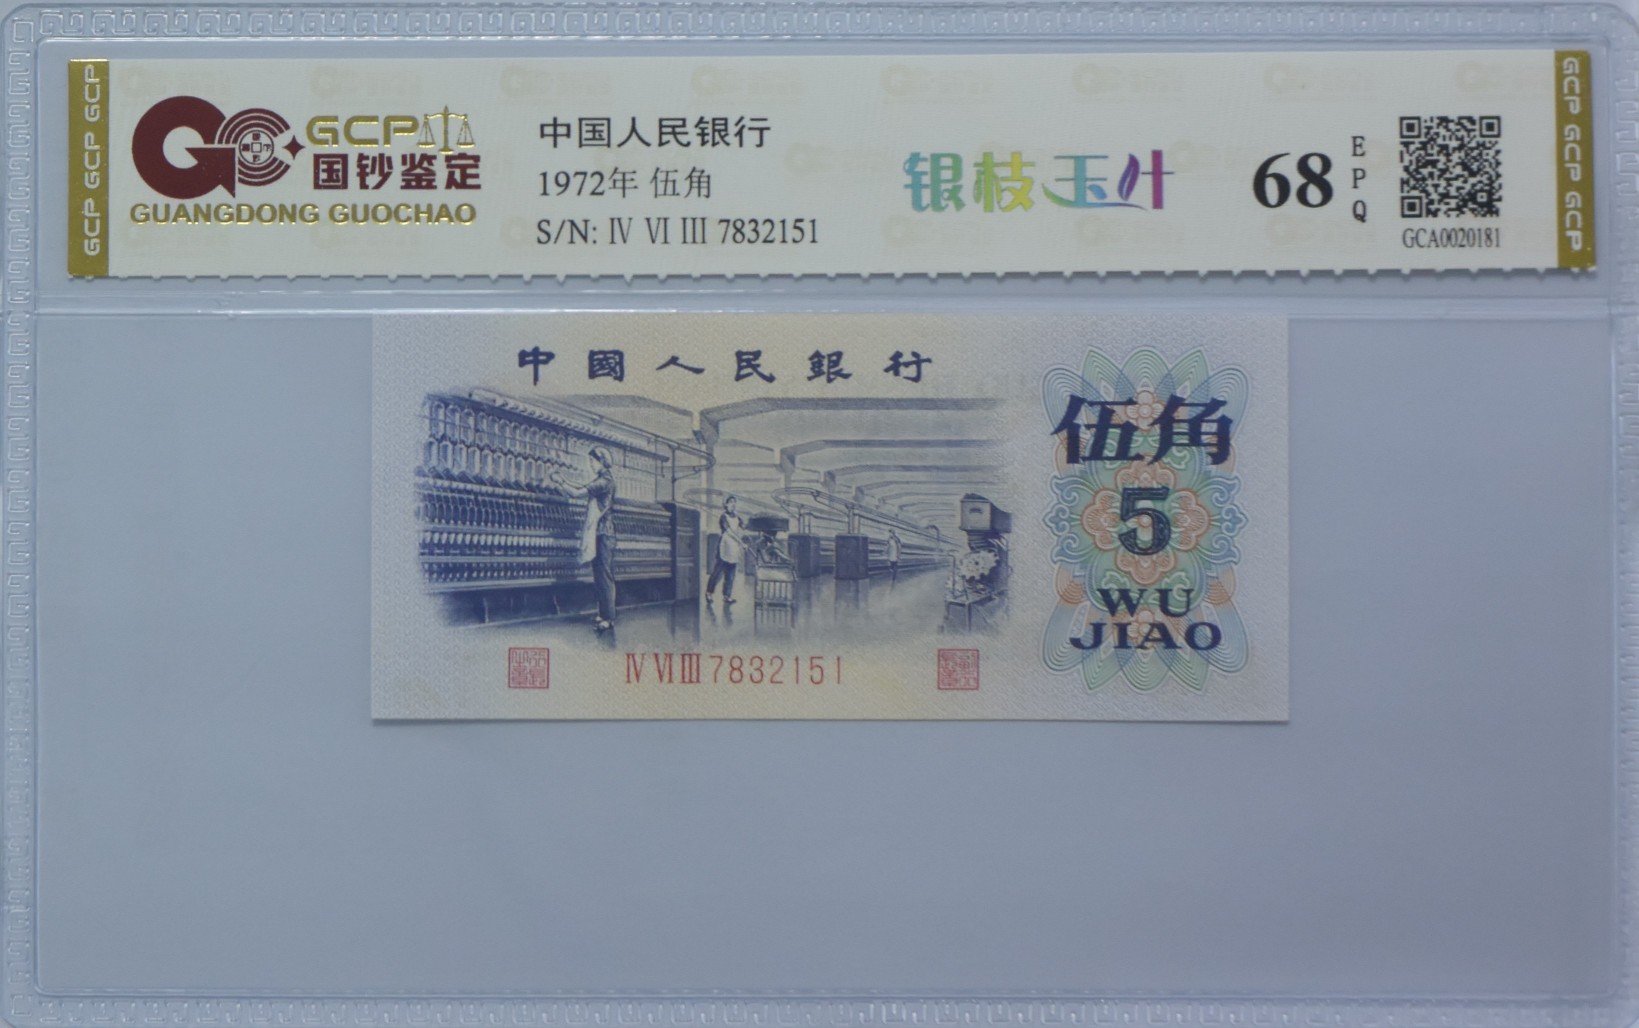 GCP GCP GCP
GCP
国钞鉴定
GUANGDONG GUOCHAO
中国人民银行
1972年 伍角
S/N: Ⅳ Ⅵ Ⅲ 7832151
银枝玉叶
68
EPQ
GCA0020181
GCP GCP GCP
中國人民銀行
伍角
5
WU
JIAO
Ⅳ Ⅵ Ⅲ 7832151